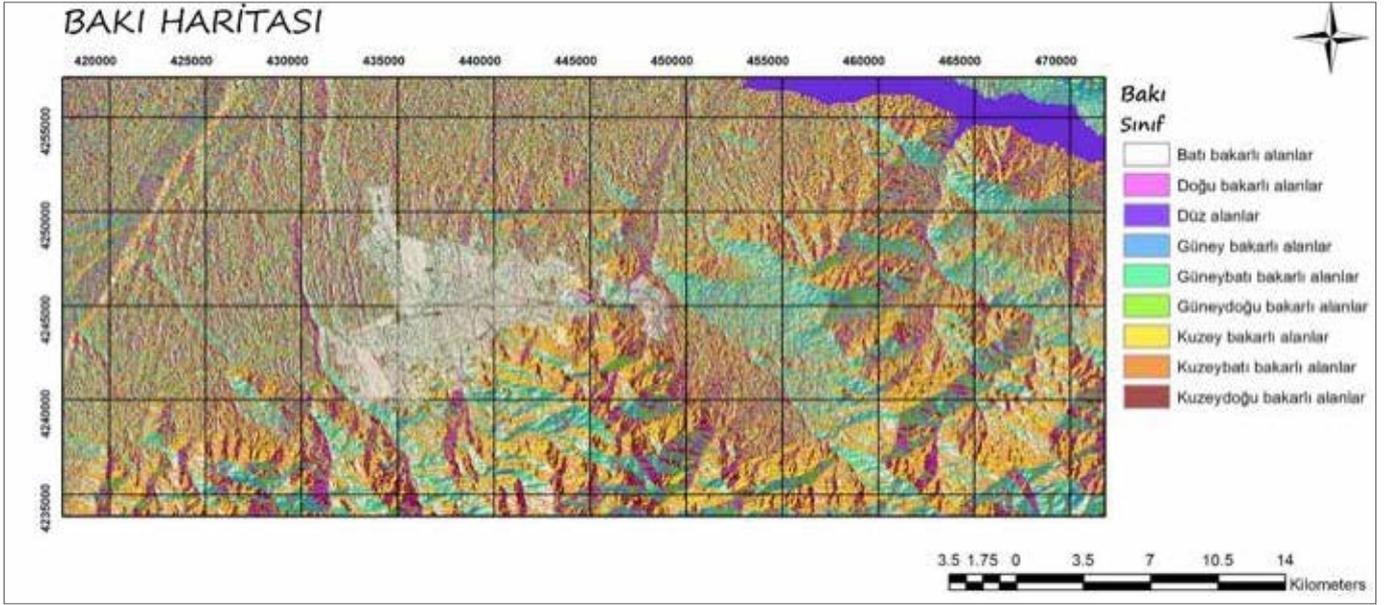 BAKI HARİTASI
420000 425000 430000 435000 440000 445000 450000 455000 460000 465000 470000
4255000
4250000
4245000
4240000
4235000
Bakı
Sınıf
Batı bakarlı alanlar
Doğu bakarlı alanlar
Düz alanlar
Güney bakarlı alanlar
Güneybatı bakarlı alanlar
Güneydoğu bakarlı alanlar
Kuzey bakarlı alanlar
Kuzeybatı bakarlı alanlar
Kuzeydoğu bakarlı alanlar
3.5 1.75 0 3.5 7 10.5 14
Kilometers